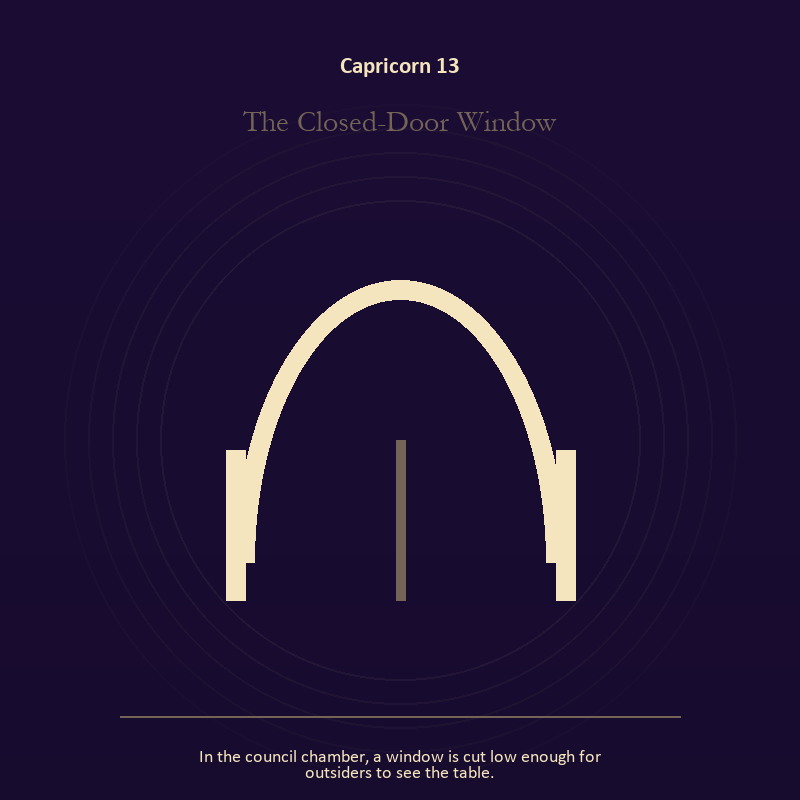 Capricorn 13
The Closed-Door Window
In the council chamber, a window is cut low enough for
outsiders to see the table.